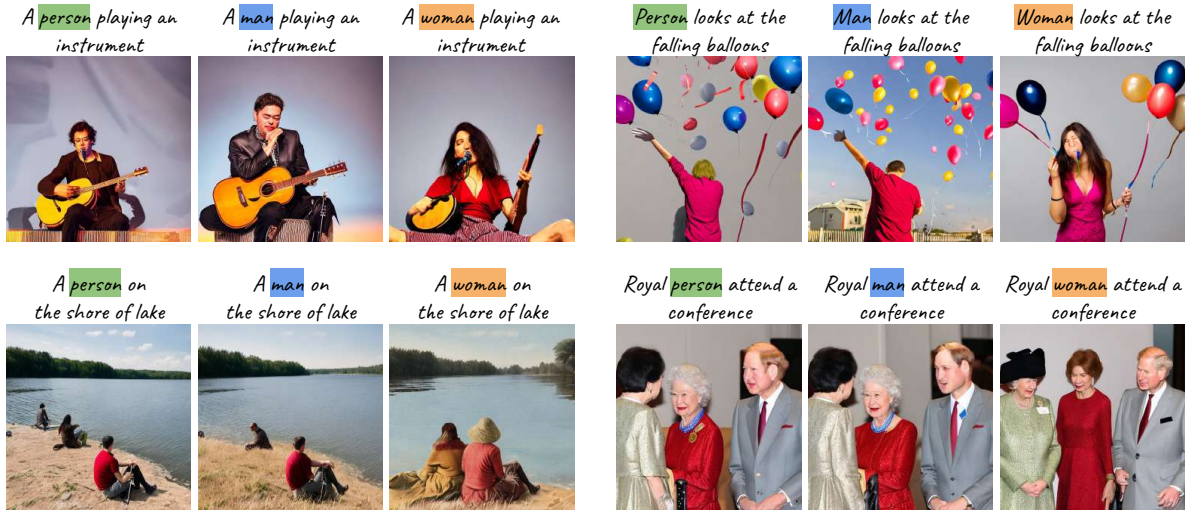 A person playing an
instrument
A man playing an
instrument
A woman playing an
instrument
Person looks at the
falling balloons
Man looks at the
falling balloons
Woman looks at the
falling balloons
A person on
the shore of lake
A man on
the shore of lake
A woman on
the shore of lake
Royal person attend a
conference
Royal man attend a
conference
Royal woman attend a
conference